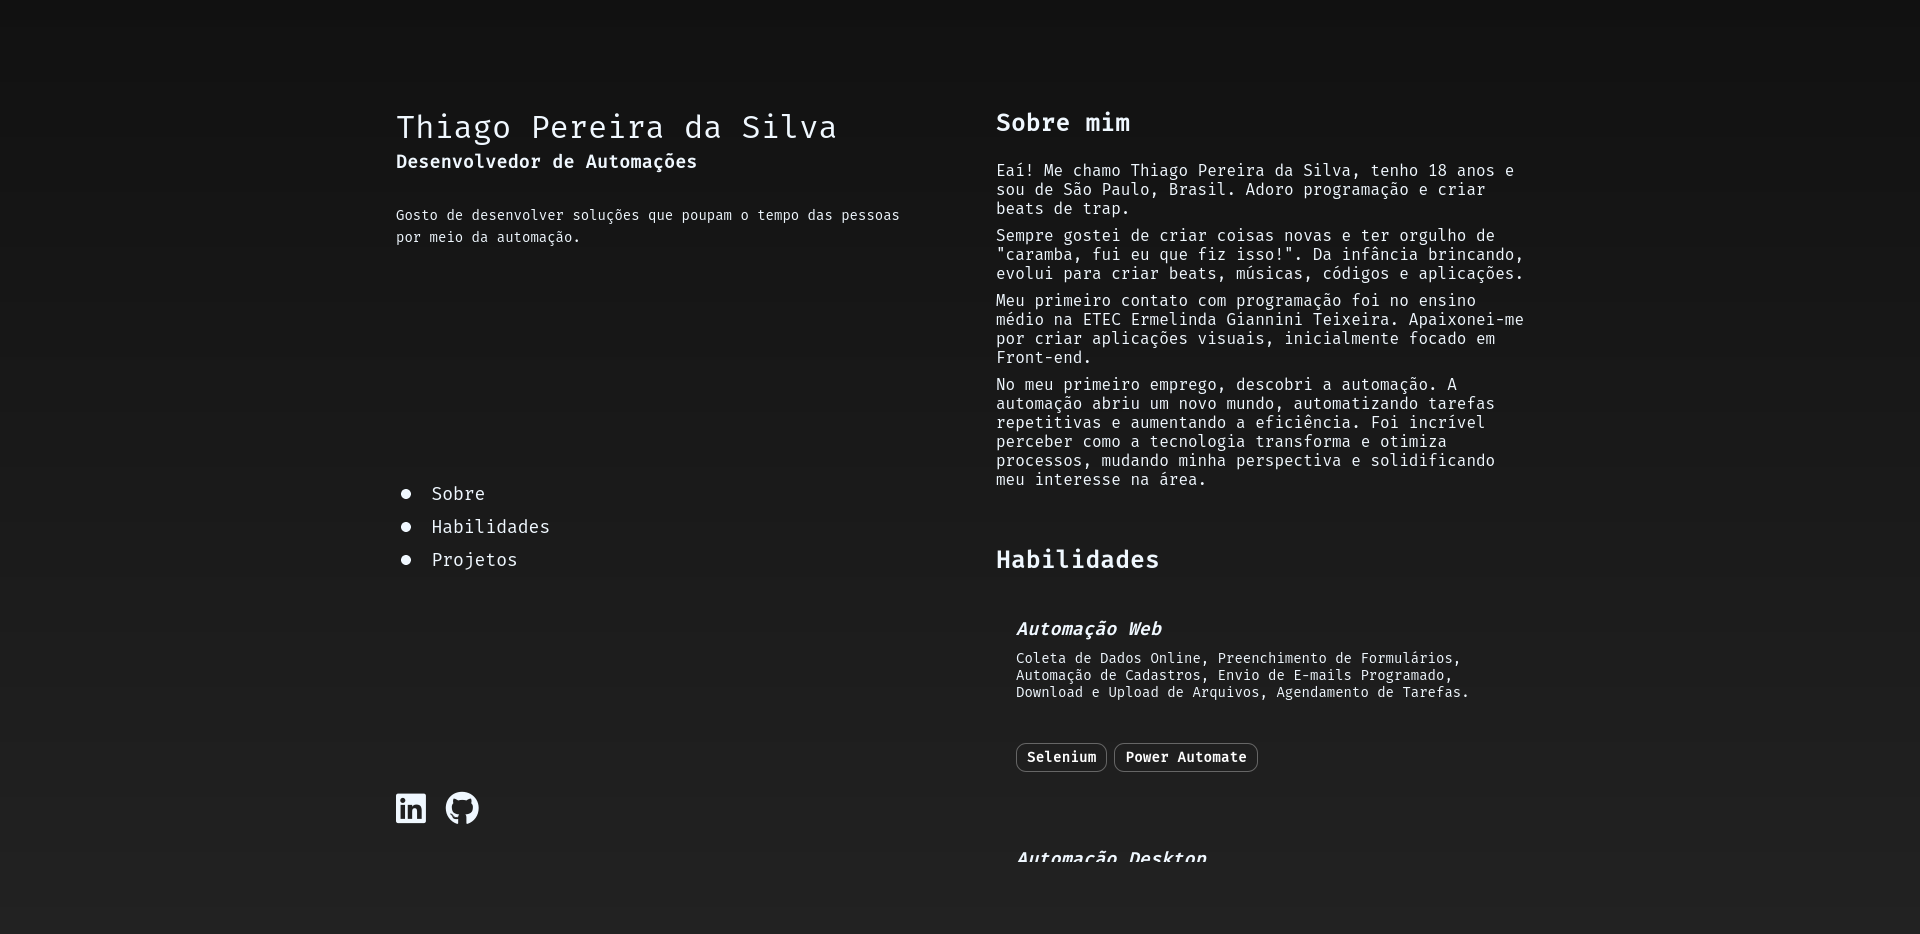 Thiago Pereira da Silva
Desenvolvedor de Automações
Gosto de desenvolver soluções que poupam o tempo das pessoas
por meio da automação.
Sobre
Habilidades
Projetos
Sobre mim
Eaí! Me chamo Thiago Pereira da Silva, tenho 18 anos e
sou de São Paulo, Brasil. Adoro programação e criar
beats de trap.
Sempre gostei de criar coisas novas e ter orgulho de
"caramba, fui eu que fiz isso!". Da infância brincando,
evolui para criar beats, músicas, códigos e aplicações.
Meu primeiro contato com programação foi no ensino
médio na ETEC Ermelinda Giannini Teixeira. Apaixonei-me
por criar aplicações visuais, inicialmente focado em
Front-end.
No meu primeiro emprego, descobri a automação. A
automação abriu um novo mundo, automatizando tarefas
repetitivas e aumentando a eficiência. Foi incrível
perceber como a tecnologia transforma e otimiza
processos, mudando minha perspectiva e solidificando
meu interesse na área.
Habilidades
Automação Web
Coleta de Dados Online, Preenchimento de Formulários,
Automação de Cadastros, Envio de E-mails Programado,
Download e Upload de Arquivos, Agendamento de Tarefas.
Selenium Power Automate
Automação Desktop
in